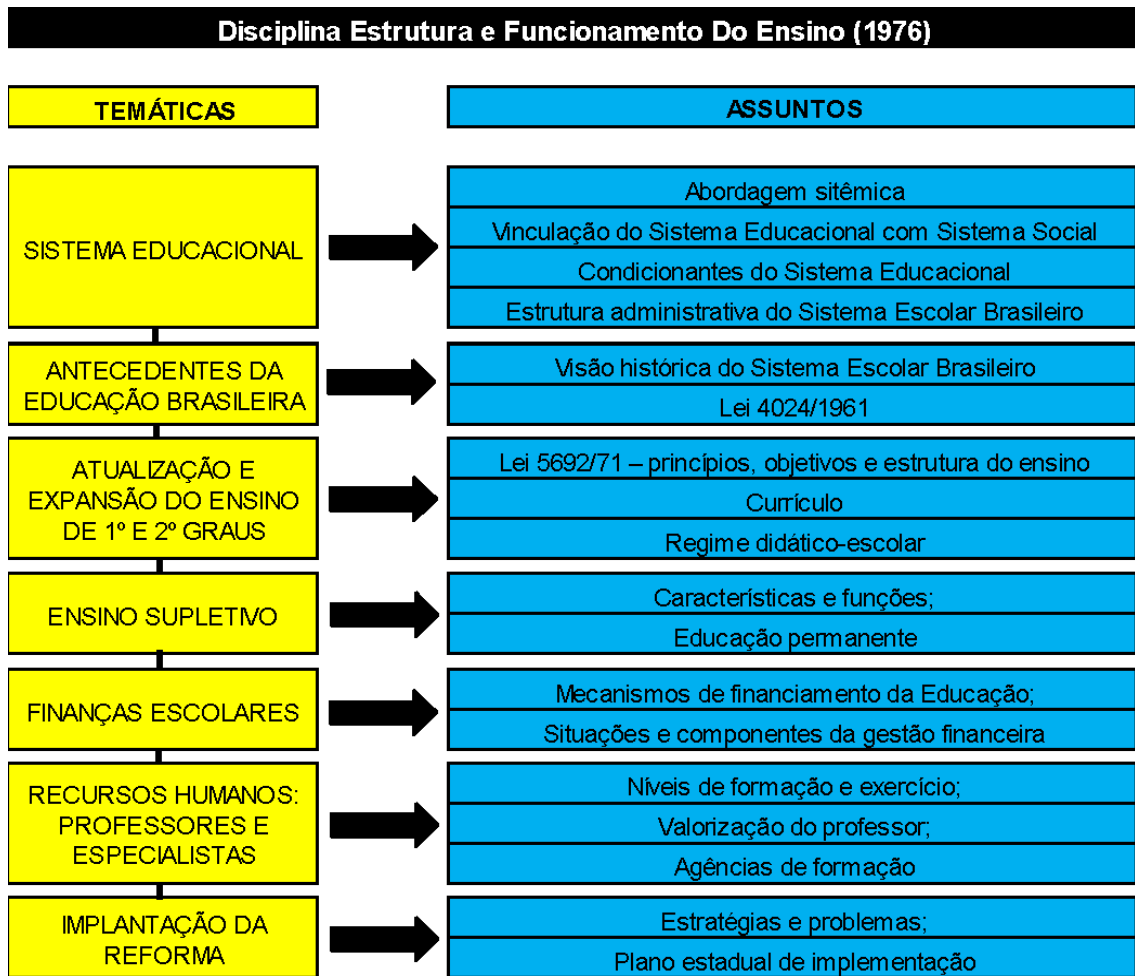 Disciplina Estrutura e Funcionamento Do Ensino (1976)
TEMÁTICAS
ASSUNTOS
SISTEMA EDUCACIONAL
Abordagem sitêmica
Vinculação do Sistema Educacional com Sistema Social
Condicionantes do Sistema Educacional
Estrutura administrativa do Sistema Escolar Brasileiro
ANTECEDENTES DA
EDUCAÇÃO BRASILEIRA
Visão histórica do Sistema Escolar Brasileiro
Lei 4024/1961
ATUALIZAÇÃO E
EXPANSÃO DO ENSINO
DE 1º E 2º GRAUS
Lei 5692/71 – princípios, objetivos e estrutura do ensino
Currículo
Regime didático-escolar
ENSINO SUPLETIVO
Características e funções;
Educação permanente
FINANÇAS ESCOLARES
Mecanismos de financiamento da Educação;
Situações e componentes da gestão financeira
RECURSOS HUMANOS:
PROFESSORES E
ESPECIALISTAS
Níveis de formação e exercício;
Valorização do professor;
Agências de formação
IMPLANTAÇÃO DA
REFORMA
Estratégias e problemas;
Plano estadual de implementação